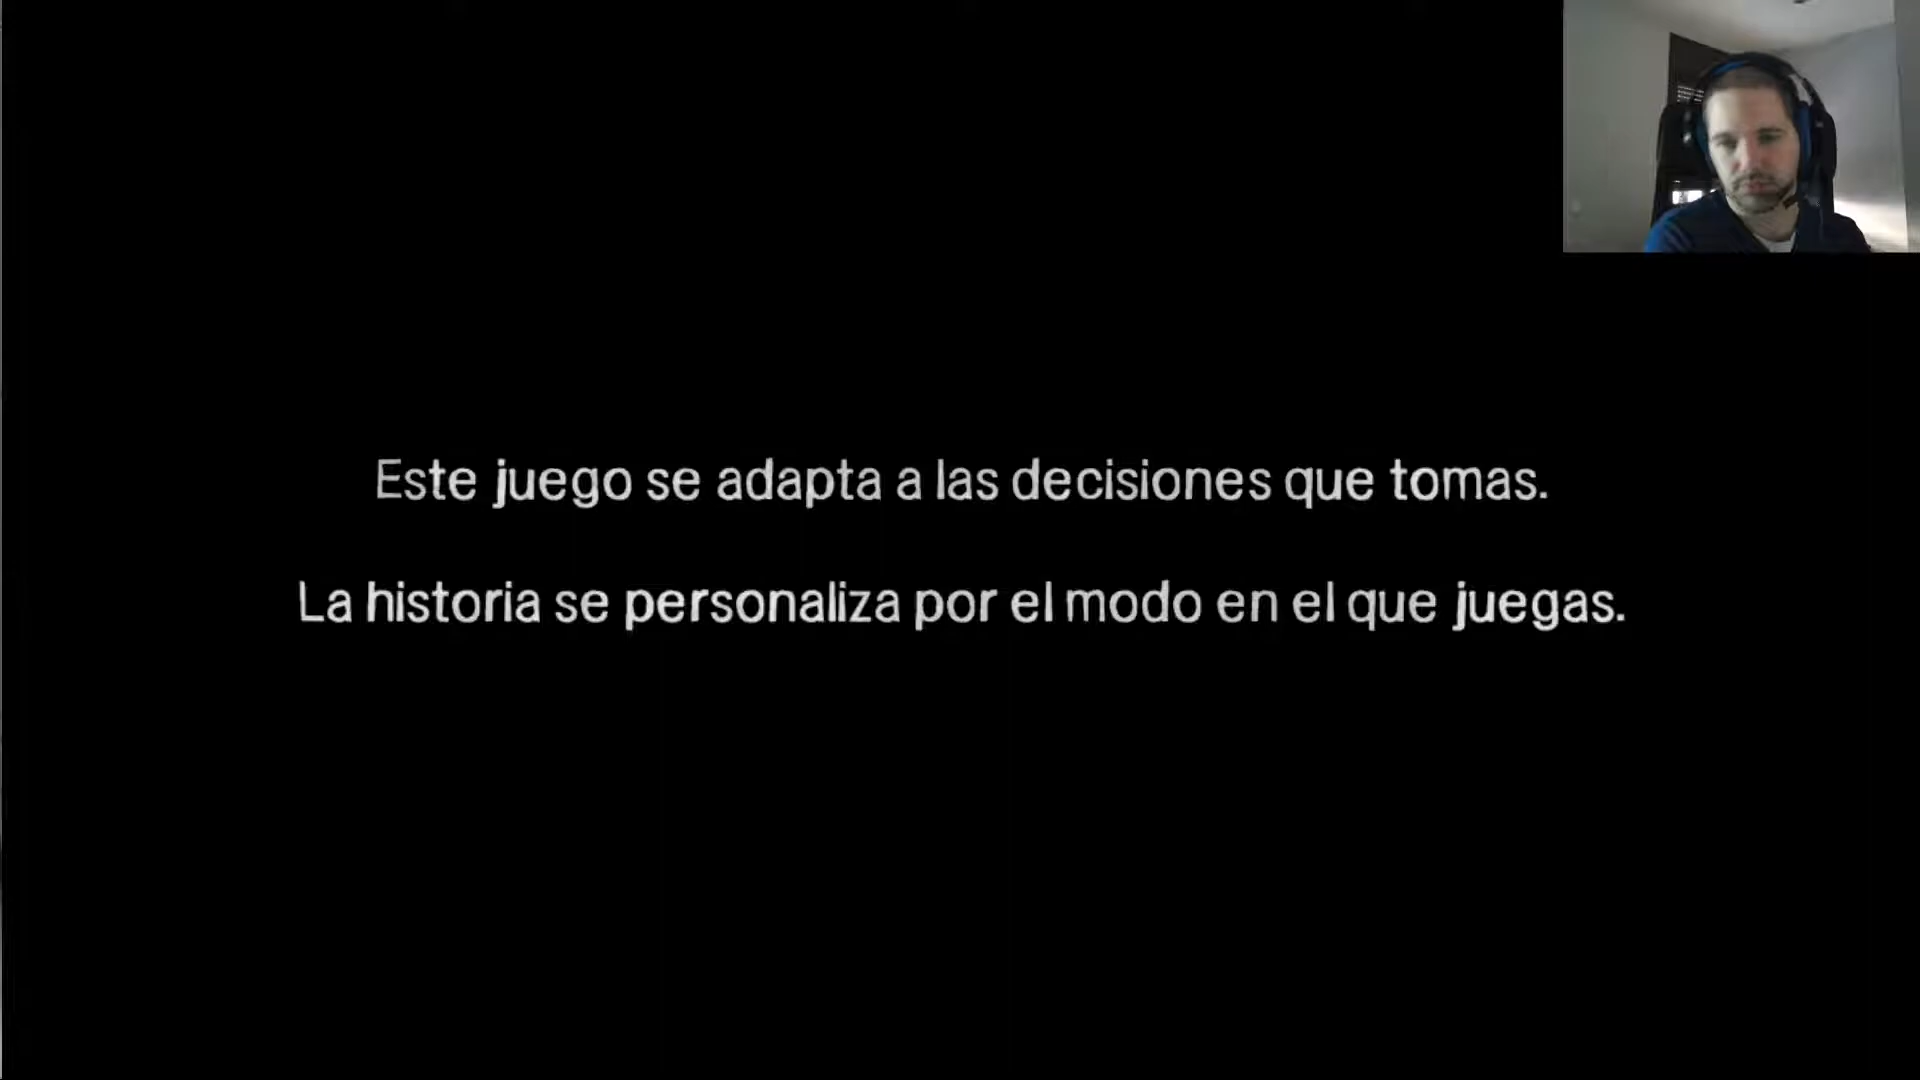 Este juego se adapta a las decisiones que tomas.
La historia se personaliza por el modo en el que juegas.